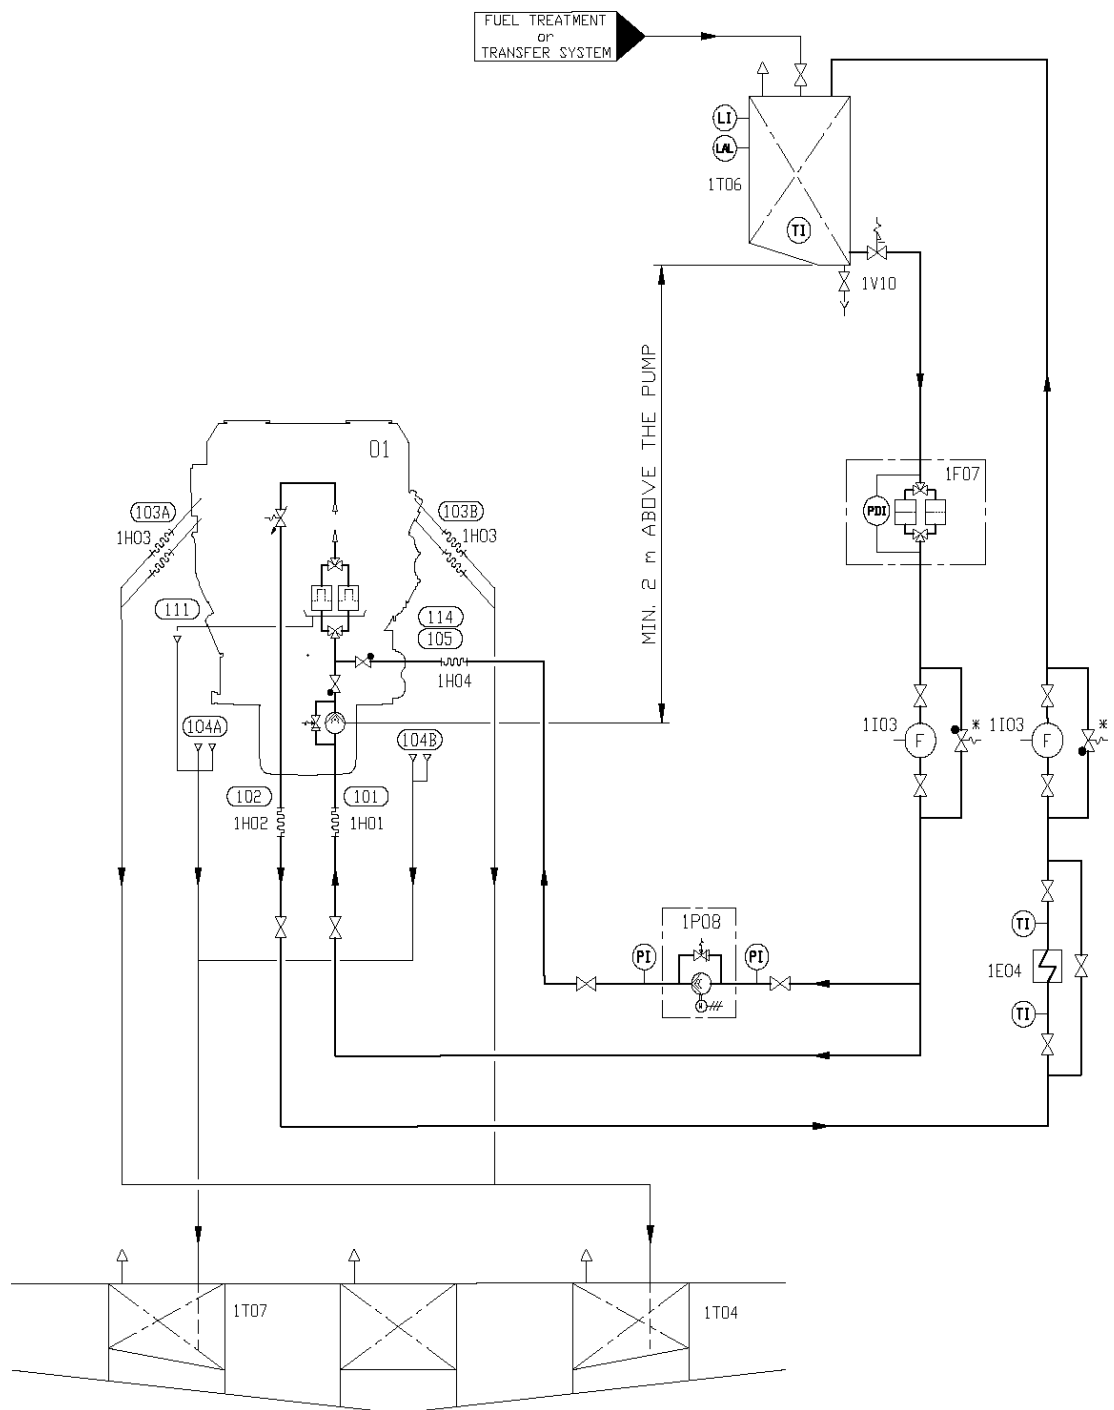 FUEL TREATMENT
or
TRANSFER SYSTEM
LI
LAL
1T06
TI
1V10
MIN. 2 m ABOVE THE PUMP
01
1F07
PDI
103A
1H03
103B
1H03
111
114
105
1H04
104A
104B
1I03
F
1I03
F
*
*
102
1H02
101
1H01
1P08
PI
PI
M
TI
1E04
TI
1T07
1T04